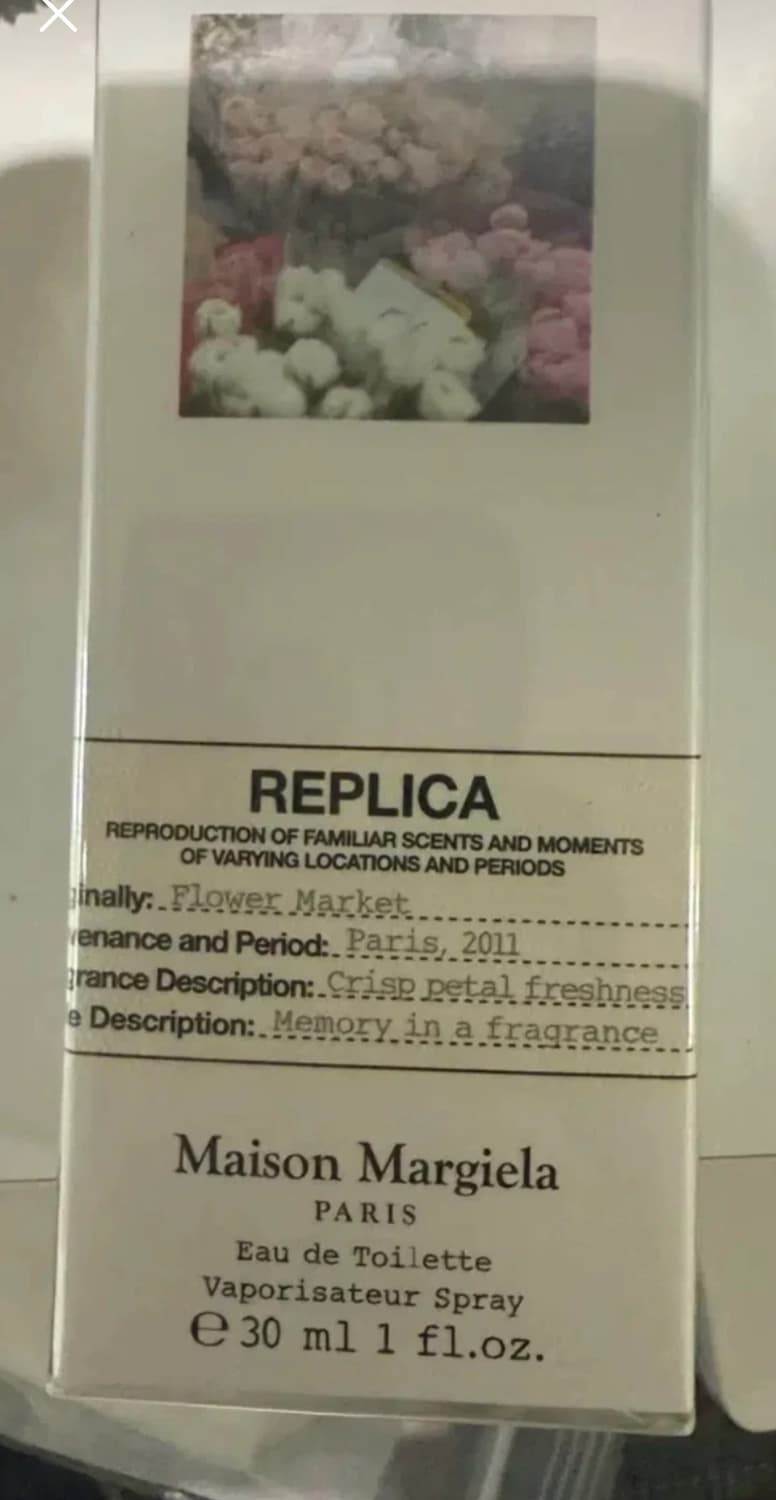 REPLICA
REPRODUCTION OF FAMILIAR SCENTS AND MOMENTS
OF VARYING LOCATIONS AND PERIODS
inally: Flower Market
enance and Period: Paris, 2011
rance Description: Crisp petal freshness
e Description: Memory in a fragrance
Maison Margiela
PARIS
Eau de Toilette
Vaporisateur Spray
℮ 30 ml 1 fl.oz.